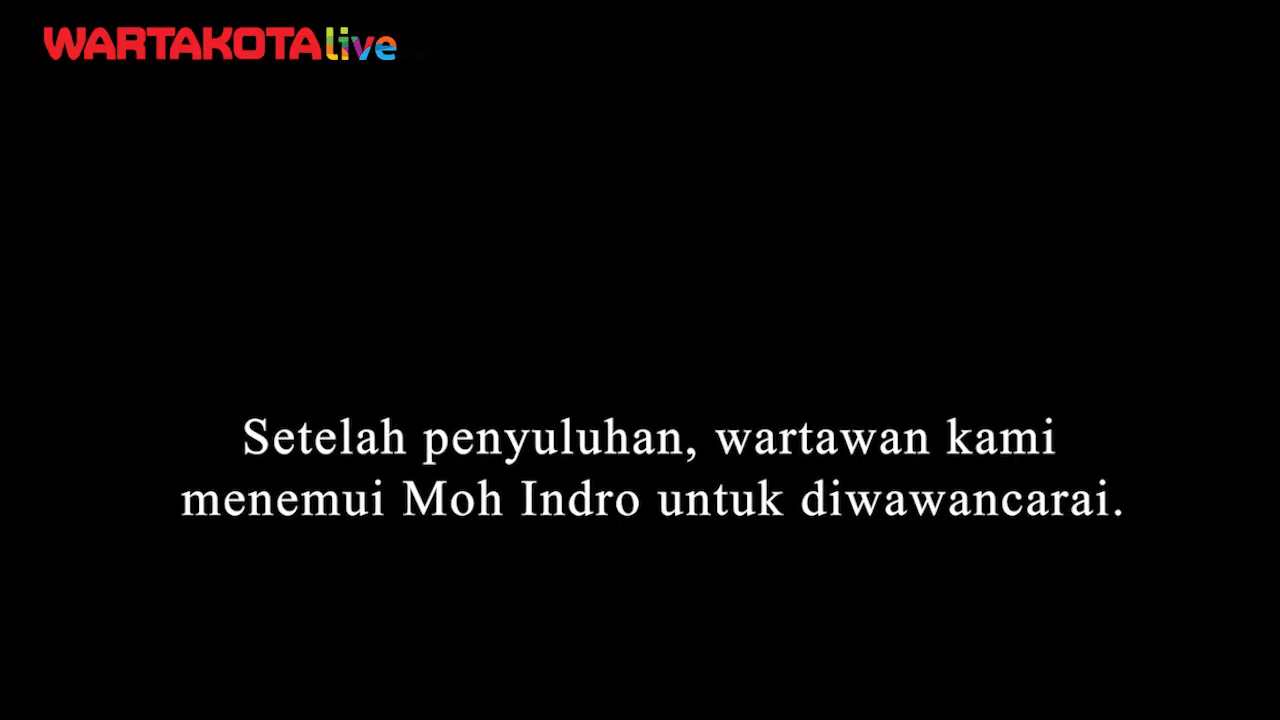 WARTAKOTAlive
Setelah penyuluhan, wartawan kami
menemui Moh Indro untuk diwawancarai.